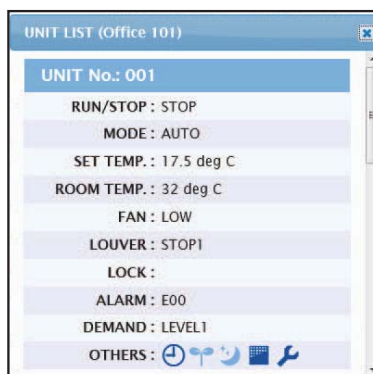 UNIT LIST (Office 101)
UNIT No.: 001
RUN/STOP : STOP
MODE : AUTO
SET TEMP. : 17.5 deg C
ROOM TEMP. : 32 deg C
FAN : LOW
LOUVER : STOP1
LOCK :
ALARM : E00
DEMAND : LEVEL1
OTHERS :